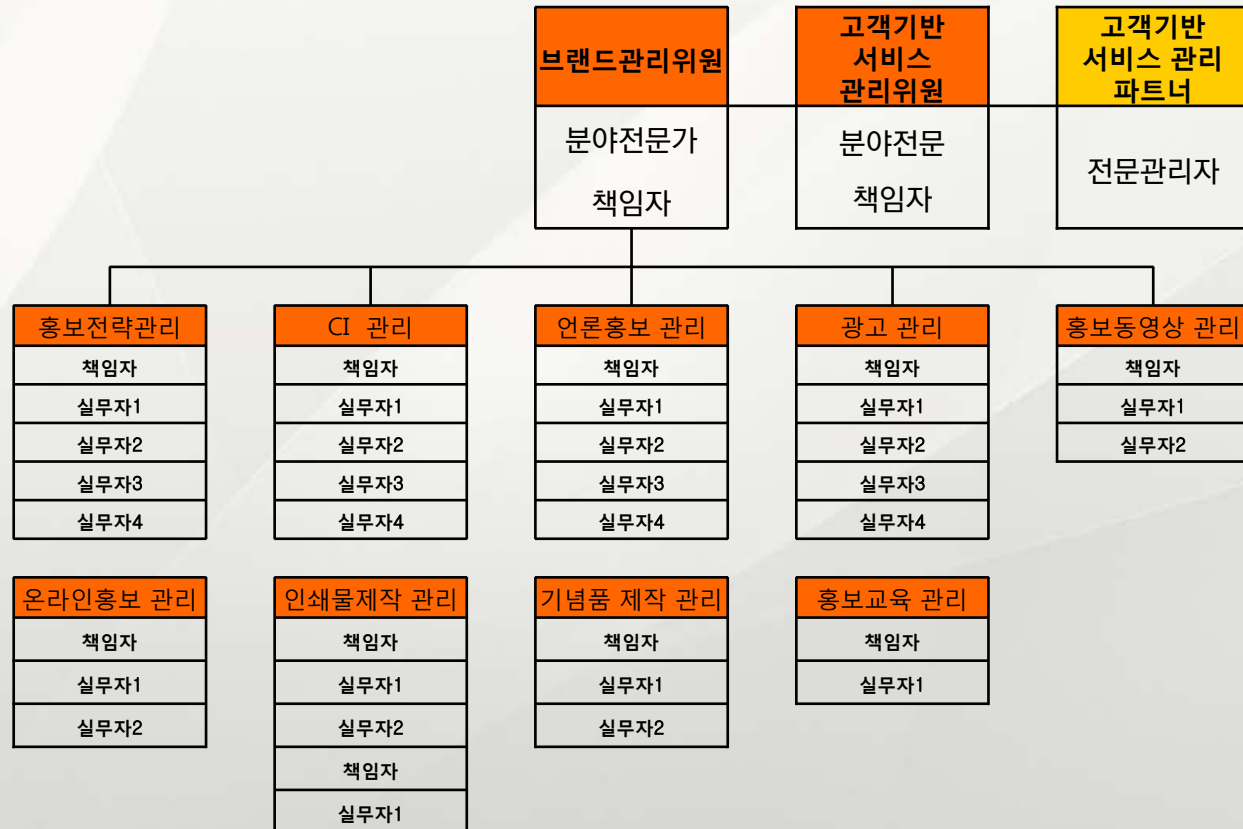 브랜드관리위원
분야전문가
책임자
고객기반
서비스
관리위원
분야전문
책임자
고객기반
서비스 관리
파트너
전문관리자
홍보전략관리
책임자
실무자1
실무자2
실무자3
실무자4
CI 관리
책임자
실무자1
실무자2
실무자3
실무자4
언론홍보 관리
책임자
실무자1
실무자2
실무자3
실무자4
광고 관리
책임자
실무자1
실무자2
실무자3
실무자4
홍보동영상 관리
책임자
실무자1
실무자2
온라인홍보 관리
책임자
실무자1
실무자2
인쇄물제작 관리
책임자
실무자1
실무자2
책임자
실무자1
기념품 제작 관리
책임자
실무자1
실무자2
홍보교육 관리
책임자
실무자1